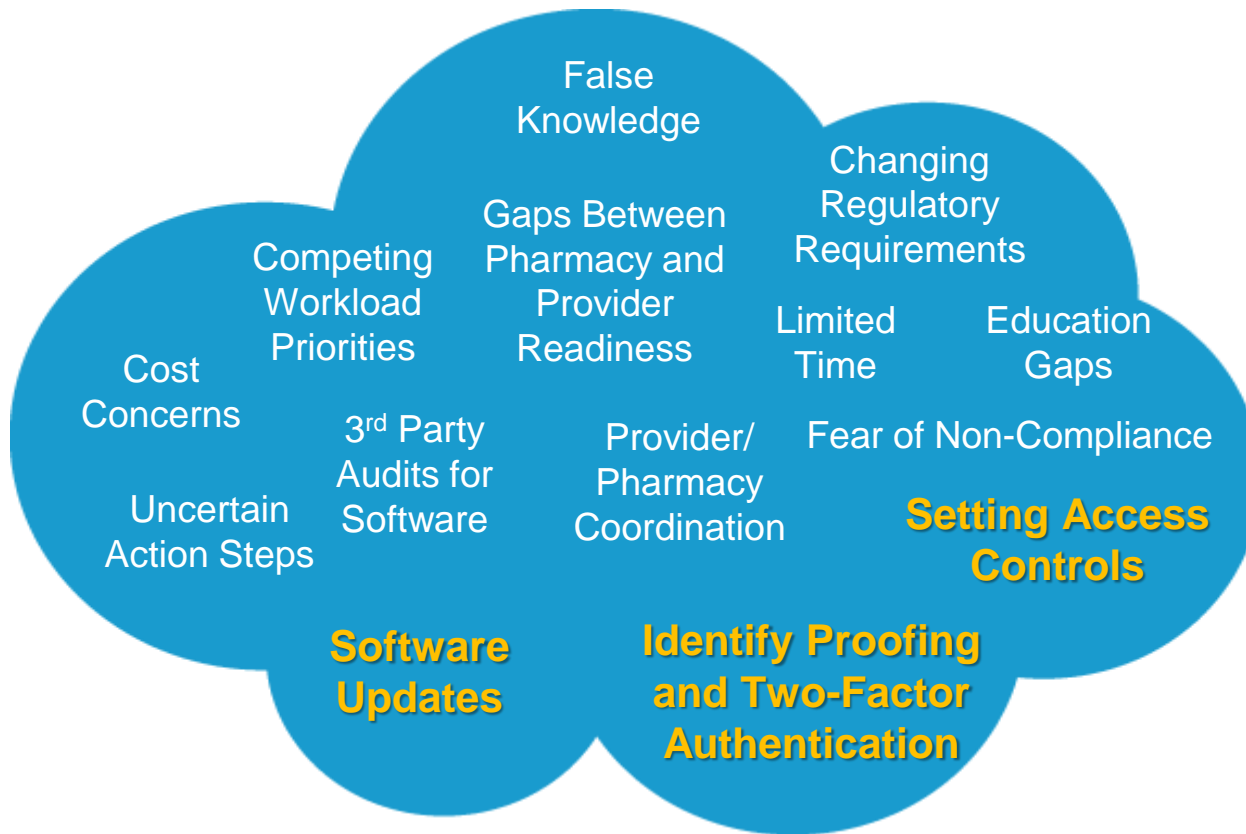 False
Knowledge
Changing
Regulatory
Requirements
Gaps Between
Pharmacy and
Provider
Readiness
Competing
Workload
Priorities
Limited
Time
Education
Gaps
Cost
Concerns
3rd Party
Audits for
Software
Provider/
Pharmacy
Coordination
Fear of Non-Compliance
Uncertain
Action Steps
Setting Access
Controls
Software
Updates
Identify Proofing
and Two-Factor
Authentication